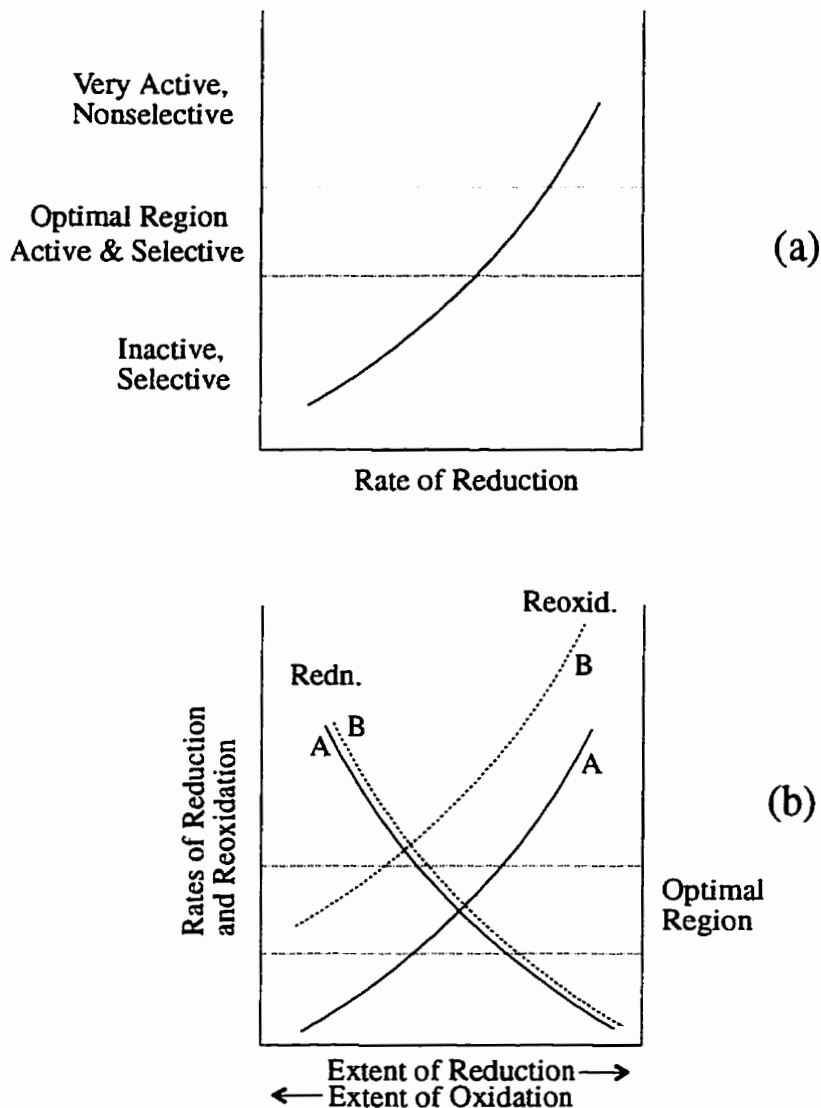 Very Active,
Nonselective
Optimal Region
Active & Selective
(a)
Inactive,
Selective
Rate of Reduction
Reoxid.
Redn.
B
B
A
A
Rates of Reduction
and Reoxidation
(b)
Optimal
Region
Extent of Reduction→
←Extent of Oxidation